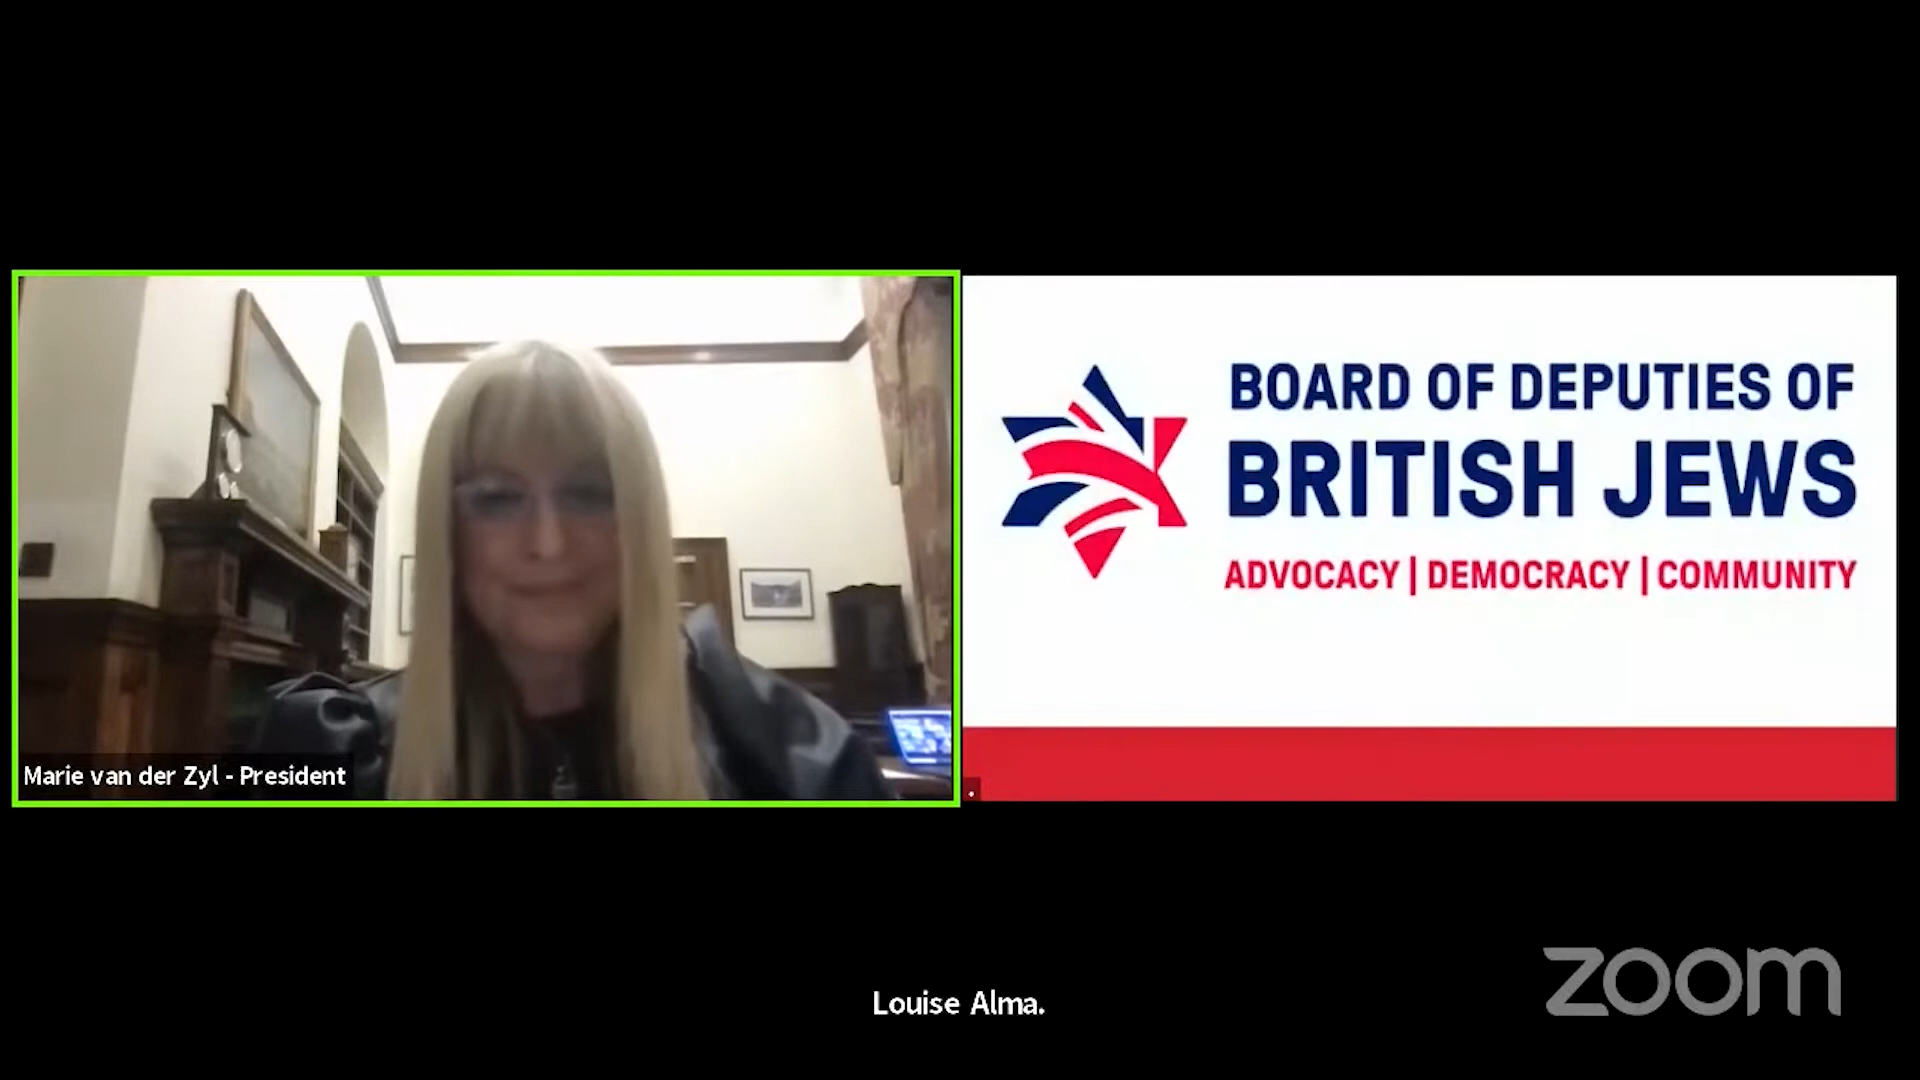 BOARD OF DEPUTIES OF
BRITISH JEWS
ADVOCACY | DEMOCRACY | COMMUNITY
Marie van der Zyl - President
.
Louise Alma.
zoom